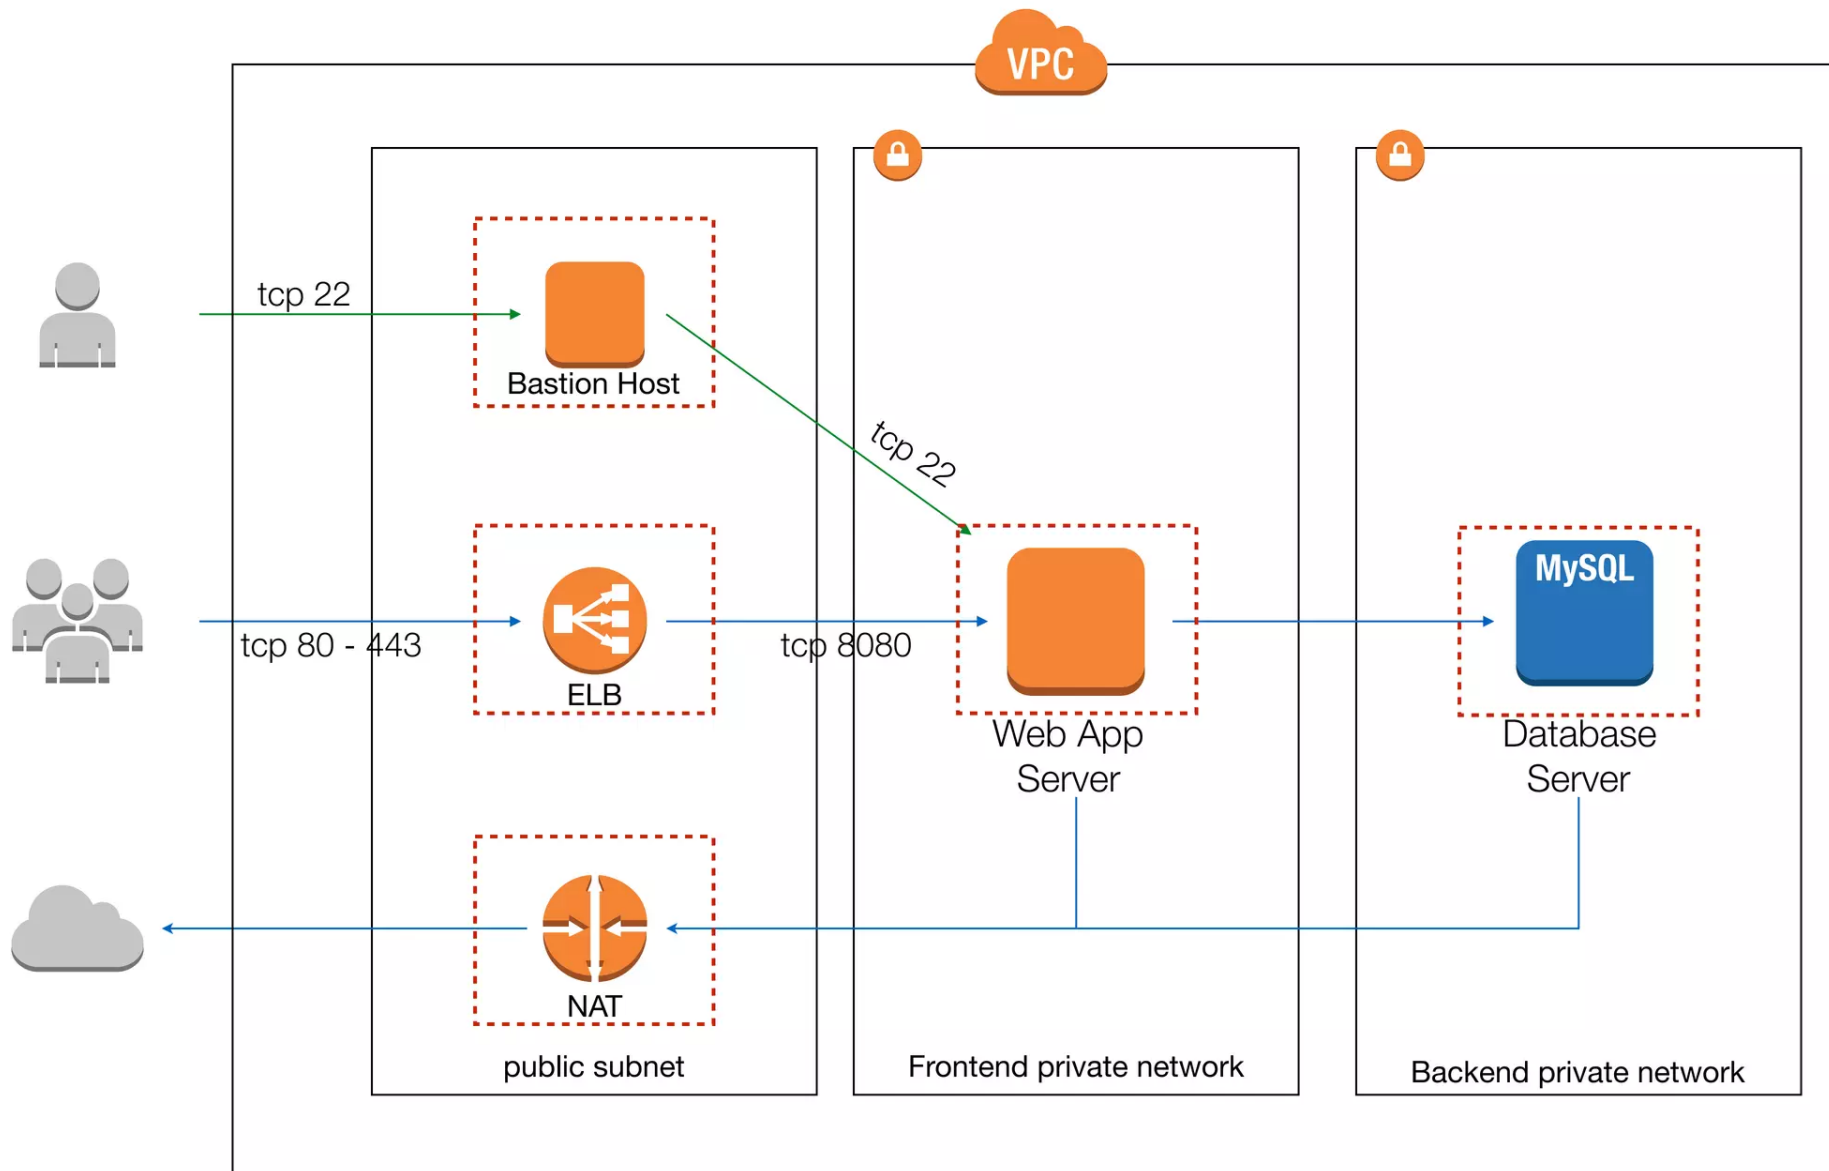 VPC
tcp 22
Bastion Host
tcp 22
MySQL
tcp 80 - 443
tcp 8080
ELB
Web App
Server
Database
Server
NAT
public subnet
Frontend private network
Backend private network